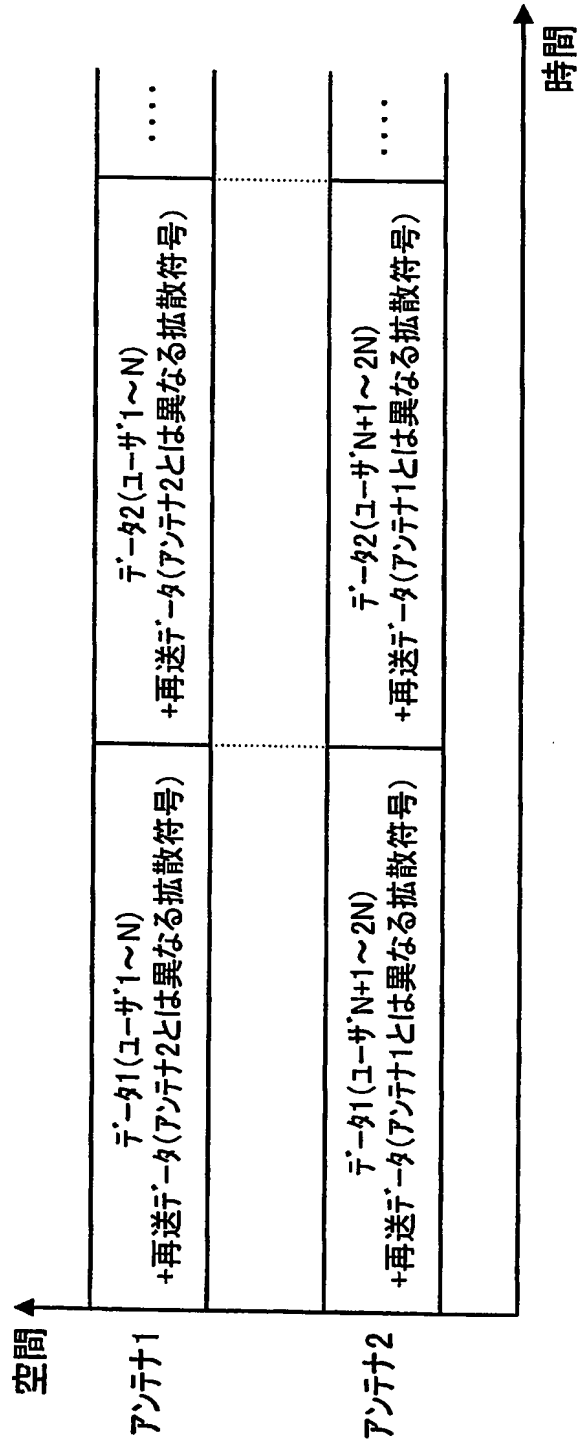 空間
アンテナ1
データ1(ユーザ1～N)
+再送データ(アンテナ2とは異なる拡散符号)
データ2(ユーザ1～N)
+再送データ(アンテナ2とは異なる拡散符号)
‥‥
アンテナ2
データ1(ユーザN+1～2N)
+再送データ(アンテナ1とは異なる拡散符号)
データ2(ユーザN+1～2N)
+再送データ(アンテナ1とは異なる拡散符号)
‥‥
時間